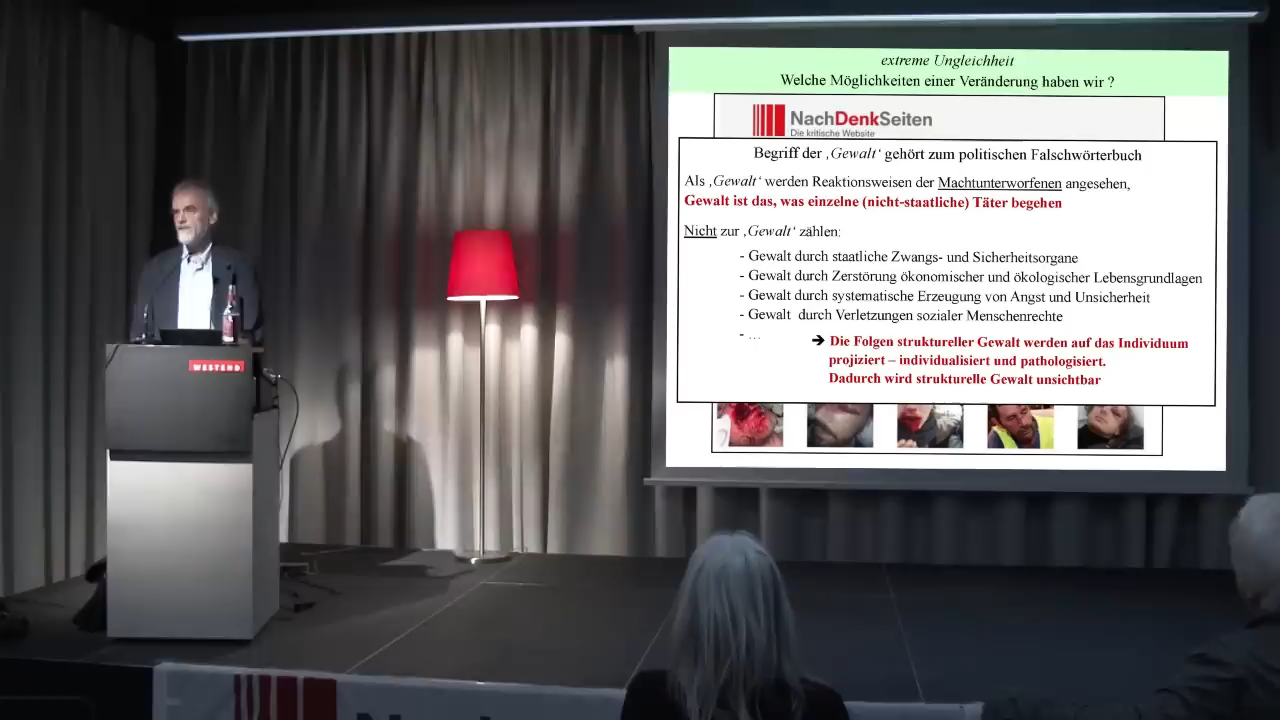 extreme Ungleichheit
Welche Möglichkeiten einer Veränderung haben wir ?
NachDenkSeiten
Die kritische Website
Begriff der ‚Gewalt‘ gehört zum politischen Falschwörterbuch
Als ‚Gewalt‘ werden Reaktionsweisen der Machtunterworfenen angesehen,
Gewalt ist das, was einzelne (nicht-staatliche) Täter begehen
Nicht zur ‚Gewalt‘ zählen:
- Gewalt durch staatliche Zwangs- und Sicherheitsorgane
- Gewalt durch Zerstörung ökonomischer und ökologischer Lebensgrundlagen
- Gewalt durch systematische Erzeugung von Angst und Unsicherheit
- Gewalt durch Verletzungen sozialer Menschenrechte
- …
➔ Die Folgen struktureller Gewalt werden auf das Individuum
projiziert – individualisiert und pathologisiert.
Dadurch wird strukturelle Gewalt unsichtbar
WESTEND